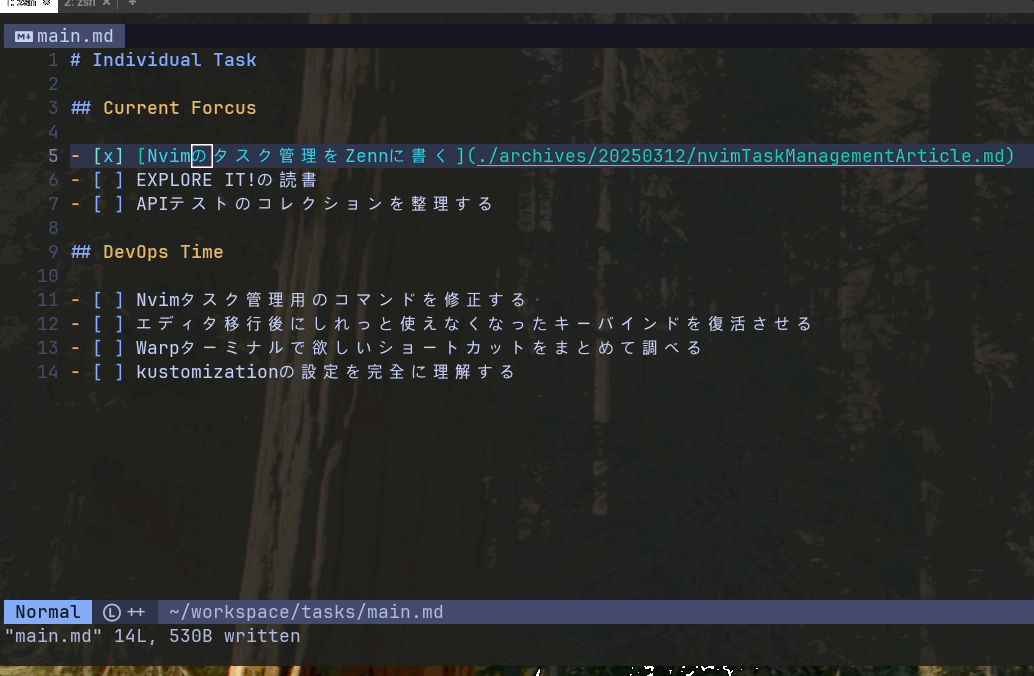 2: zsh × +
main.md
1 # Individual Task
2
3 ## Current Forcus
4
5 - [x] [NvimのタスクS管理をZennに書く](./archives/20250312/nvimTaskManagementArticle.md)
6 - [ ] EXPLORE IT!の読書
7 - [ ] APIテストのコレクションを整理する
8
9 ## DevOps Time
10
11 - [ ] Nvimタスク管理用のコマンドを修正する
12 - [ ] エディタ移行後にしれっと使えなくなったキーバインドを復活させる
13 - [ ] Warpターミナルで欲しいショートカットをまとめて調べる
14 - [ ] kustomizationの設定を完全に理解する
Normal L ++ ~/workspace/tasks/main.md
"main.md" 14L, 530B written